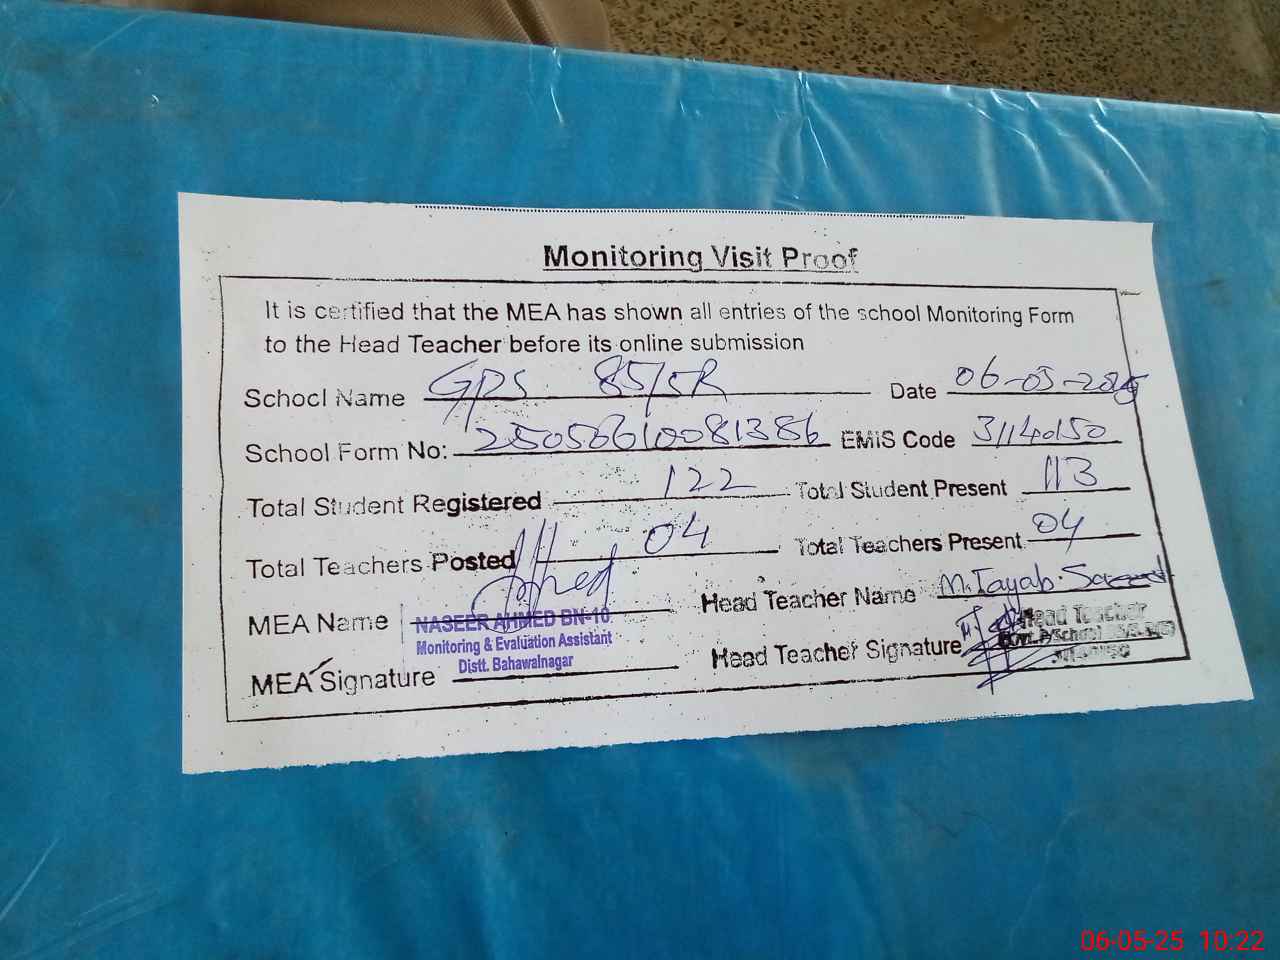 Monitoring Visit Proof
It is certified that the MEA has shown all entries of the school Monitoring Form
to the Head Teacher before its online submission
School Name GPS 85/5R Date 06-05-2025
School Form No: 25056610081386 EMIS Code 31140150
Total Student Registered 122 Total Student Present 113
Total Teachers Posted 04 Total Teachers Present 04
MEA Name NASEER AHMED BN-10 Head Teacher Name M. Tayab
Monitoring & Evaluation Assistant
Distt. Bahawalnagar
MEA Signature Head Teacher Signature
Head Teacher
Govt. P/School
06-05-25 10:22